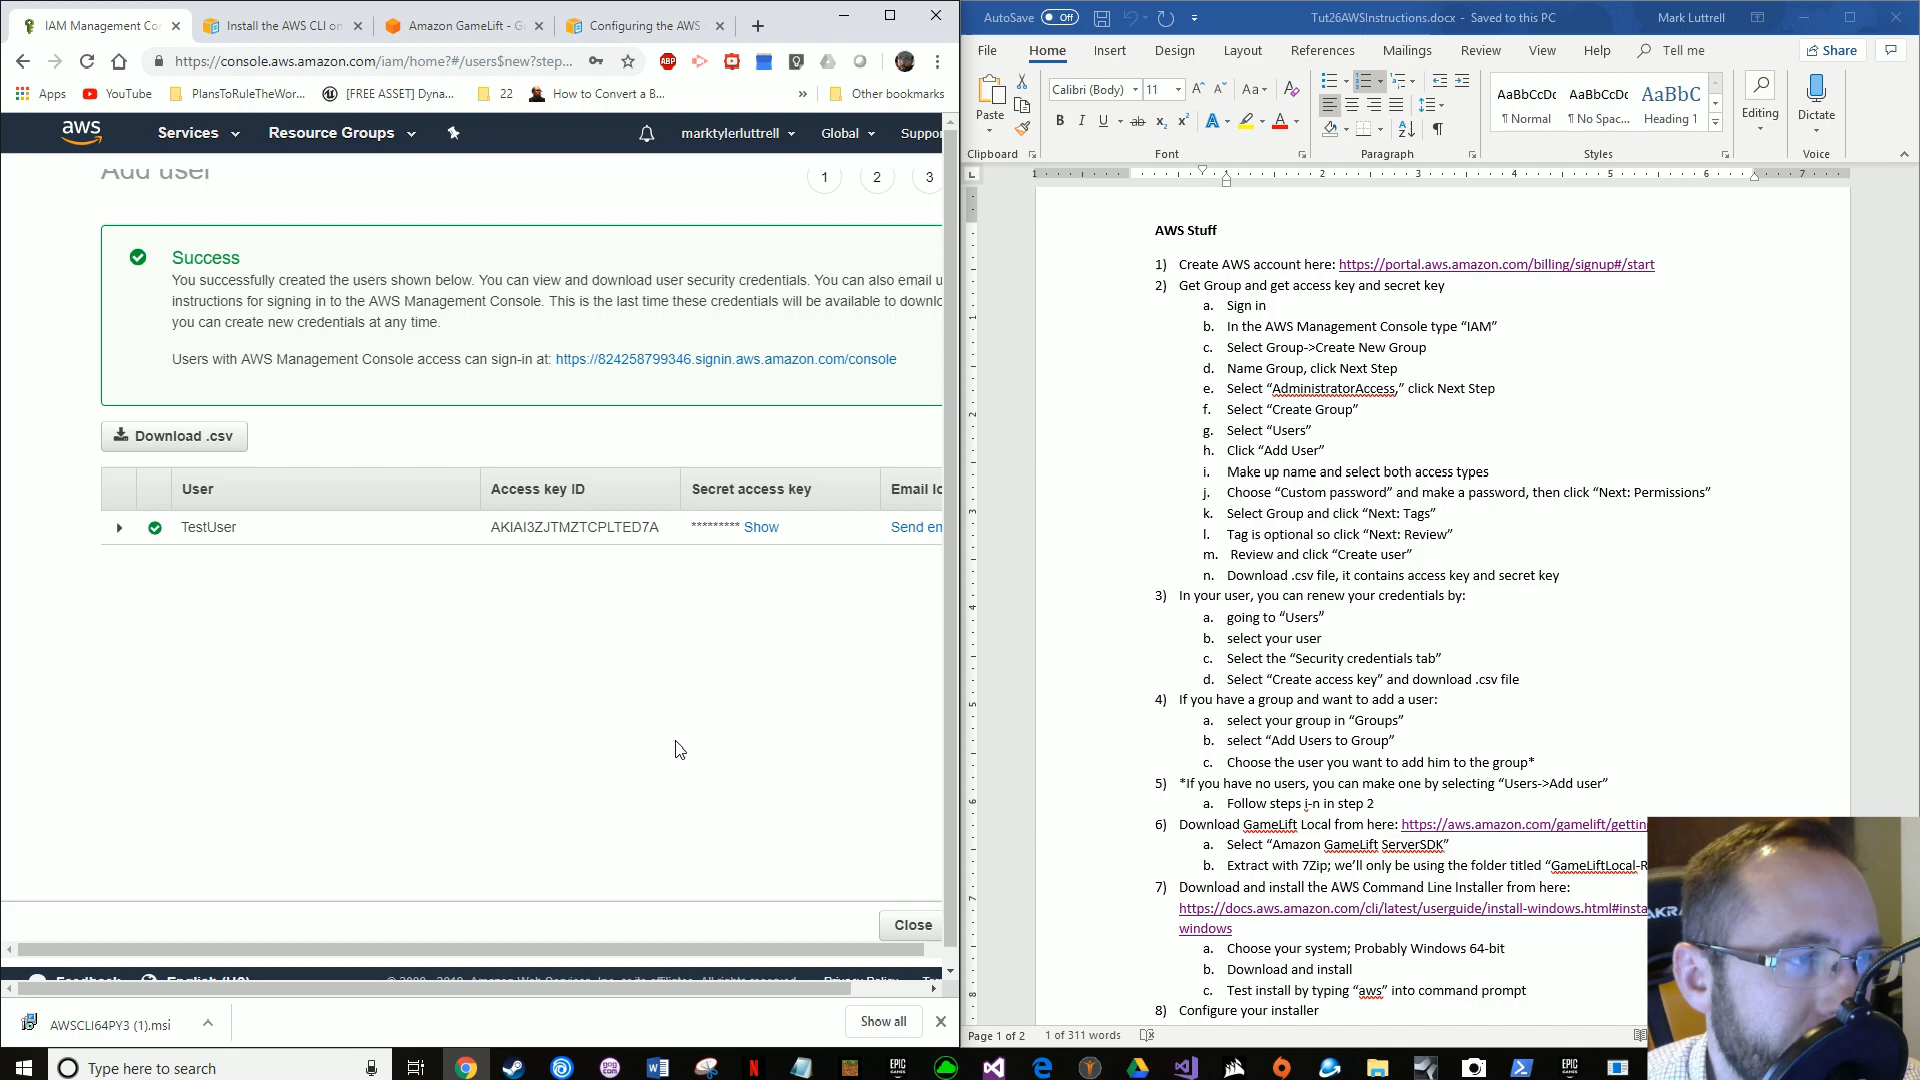 IAM Management Co
Install the AWS CLI on
Amazon GameLift - G
Configuring the AWS
https://console.aws.amazon.com/iam/home?#/users$new?step...
ABP
Apps
YouTube
PlansToRuleTheWor...
[FREE ASSET] Dyna...
22
How to Convert a B...
»
Other bookmarks
aws
Services
Resource Groups
marktylerluttrell
Global
Suppor
Add user
1
2
3
Success
You successfully created the users shown below. You can view and download user security credentials. You can also email u
instructions for signing in to the AWS Management Console. This is the last time these credentials will be available to downlo
you can create new credentials at any time.
Users with AWS Management Console access can sign-in at: https://824258799346.signin.aws.amazon.com/console
Download .csv
User
Access key ID
Secret access key
Email lo
TestUser
AKIAI3ZJTMZTCPLTED7A
********* Show
Send em
Close
Feedback
English (US)
AWSCLI64PY3 (1).msi
Show all
Type here to search
AutoSave
Off
Tut26AWSInstructions.docx - Saved to this PC
Mark Luttrell
File
Home
Insert
Design
Layout
References
Mailings
Review
View
Help
Tell me
Share
Paste
Calibri (Body)
11
Aa
B I U ab x₂ x²
AaBbCcDc
AaBbCcDc
AaBbC
¶ Normal
¶ No Spac...
Heading 1
Editing
Dictate
Clipboard
Font
Paragraph
Styles
Voice
AWS Stuff
1) Create AWS account here: https://portal.aws.amazon.com/billing/signup#/start
2) Get Group and get access key and secret key
a. Sign in
b. In the AWS Management Console type “IAM”
c. Select Group->Create New Group
d. Name Group, click Next Step
e. Select “AdministratorAccess,” click Next Step
f. Select “Create Group”
g. Select “Users”
h. Click “Add User”
i. Make up name and select both access types
j. Choose “Custom password” and make a password, then click “Next: Permissions”
k. Select Group and click “Next: Tags”
l. Tag is optional so click “Next: Review”
m. Review and click “Create user”
n. Download .csv file, it contains access key and secret key
3) In your user, you can renew your credentials by:
a. going to “Users”
b. select your user
c. Select the “Security credentials tab”
d. Select “Create access key” and download .csv file
4) If you have a group and want to add a user:
a. select your group in “Groups”
b. select “Add Users to Group”
c. Choose the user you want to add him to the group*
5) *If you have no users, you can make one by selecting “Users->Add user”
a. Follow steps i-n in step 2
6) Download GameLift Local from here: https://aws.amazon.com/gamelift/gettin
a. Select “Amazon GameLift ServerSDK”
b. Extract with 7Zip; we’ll only be using the folder titled “GameLiftLocal-R
7) Download and install the AWS Command Line Installer from here:
https://docs.aws.amazon.com/cli/latest/userguide/install-windows.html#insta
windows
a. Choose your system; Probably Windows 64-bit
b. Download and install
c. Test install by typing “aws” into command prompt
8) Configure your installer
Page 1 of 2
1 of 311 words